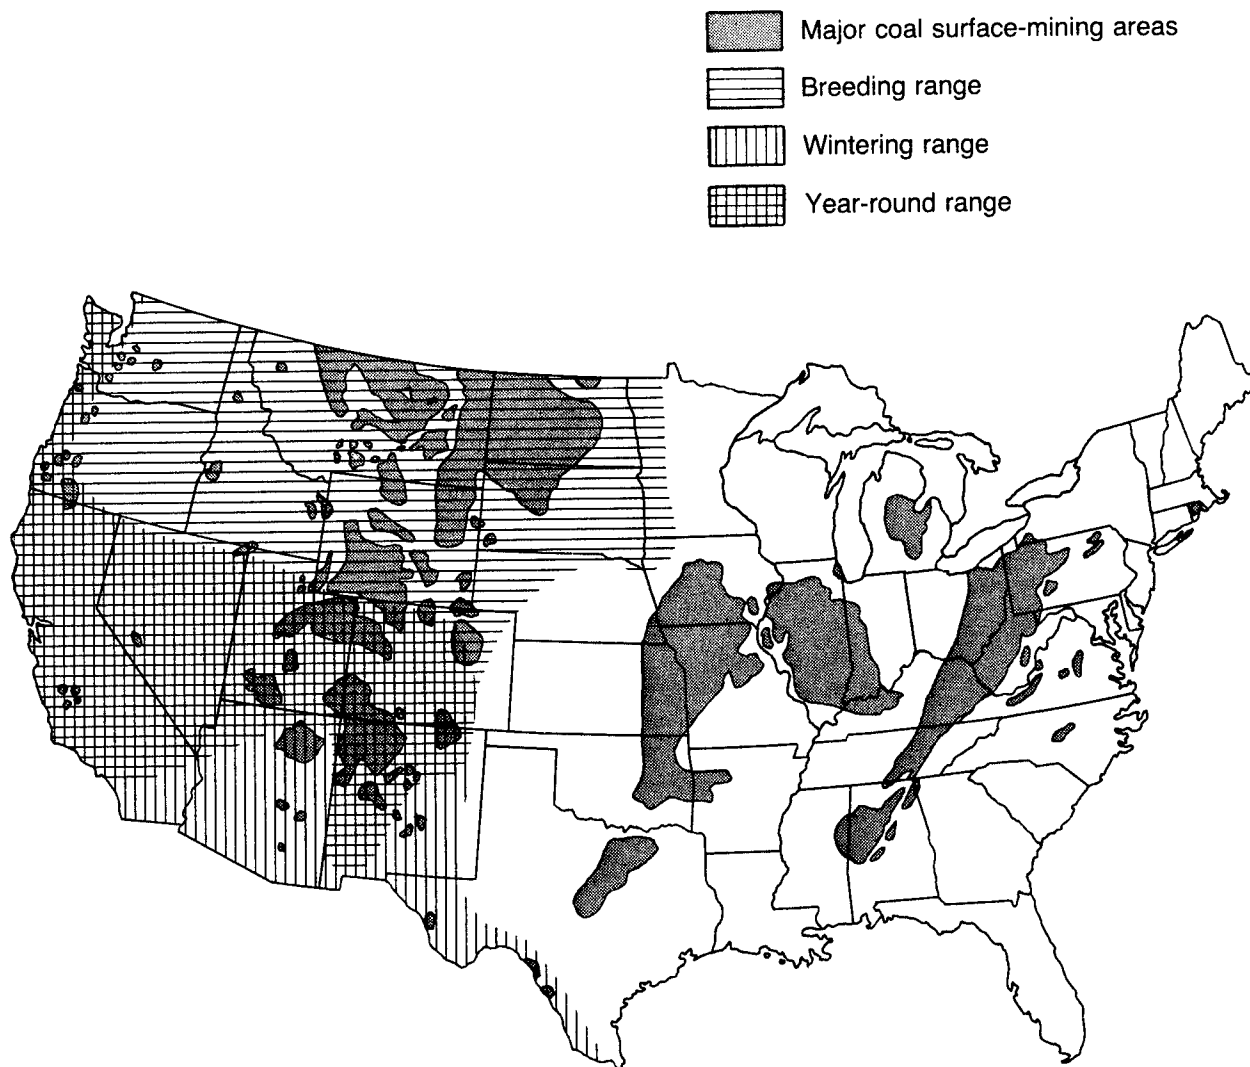 Major coal surface-mining areas
Breeding range
Wintering range
Year-round range